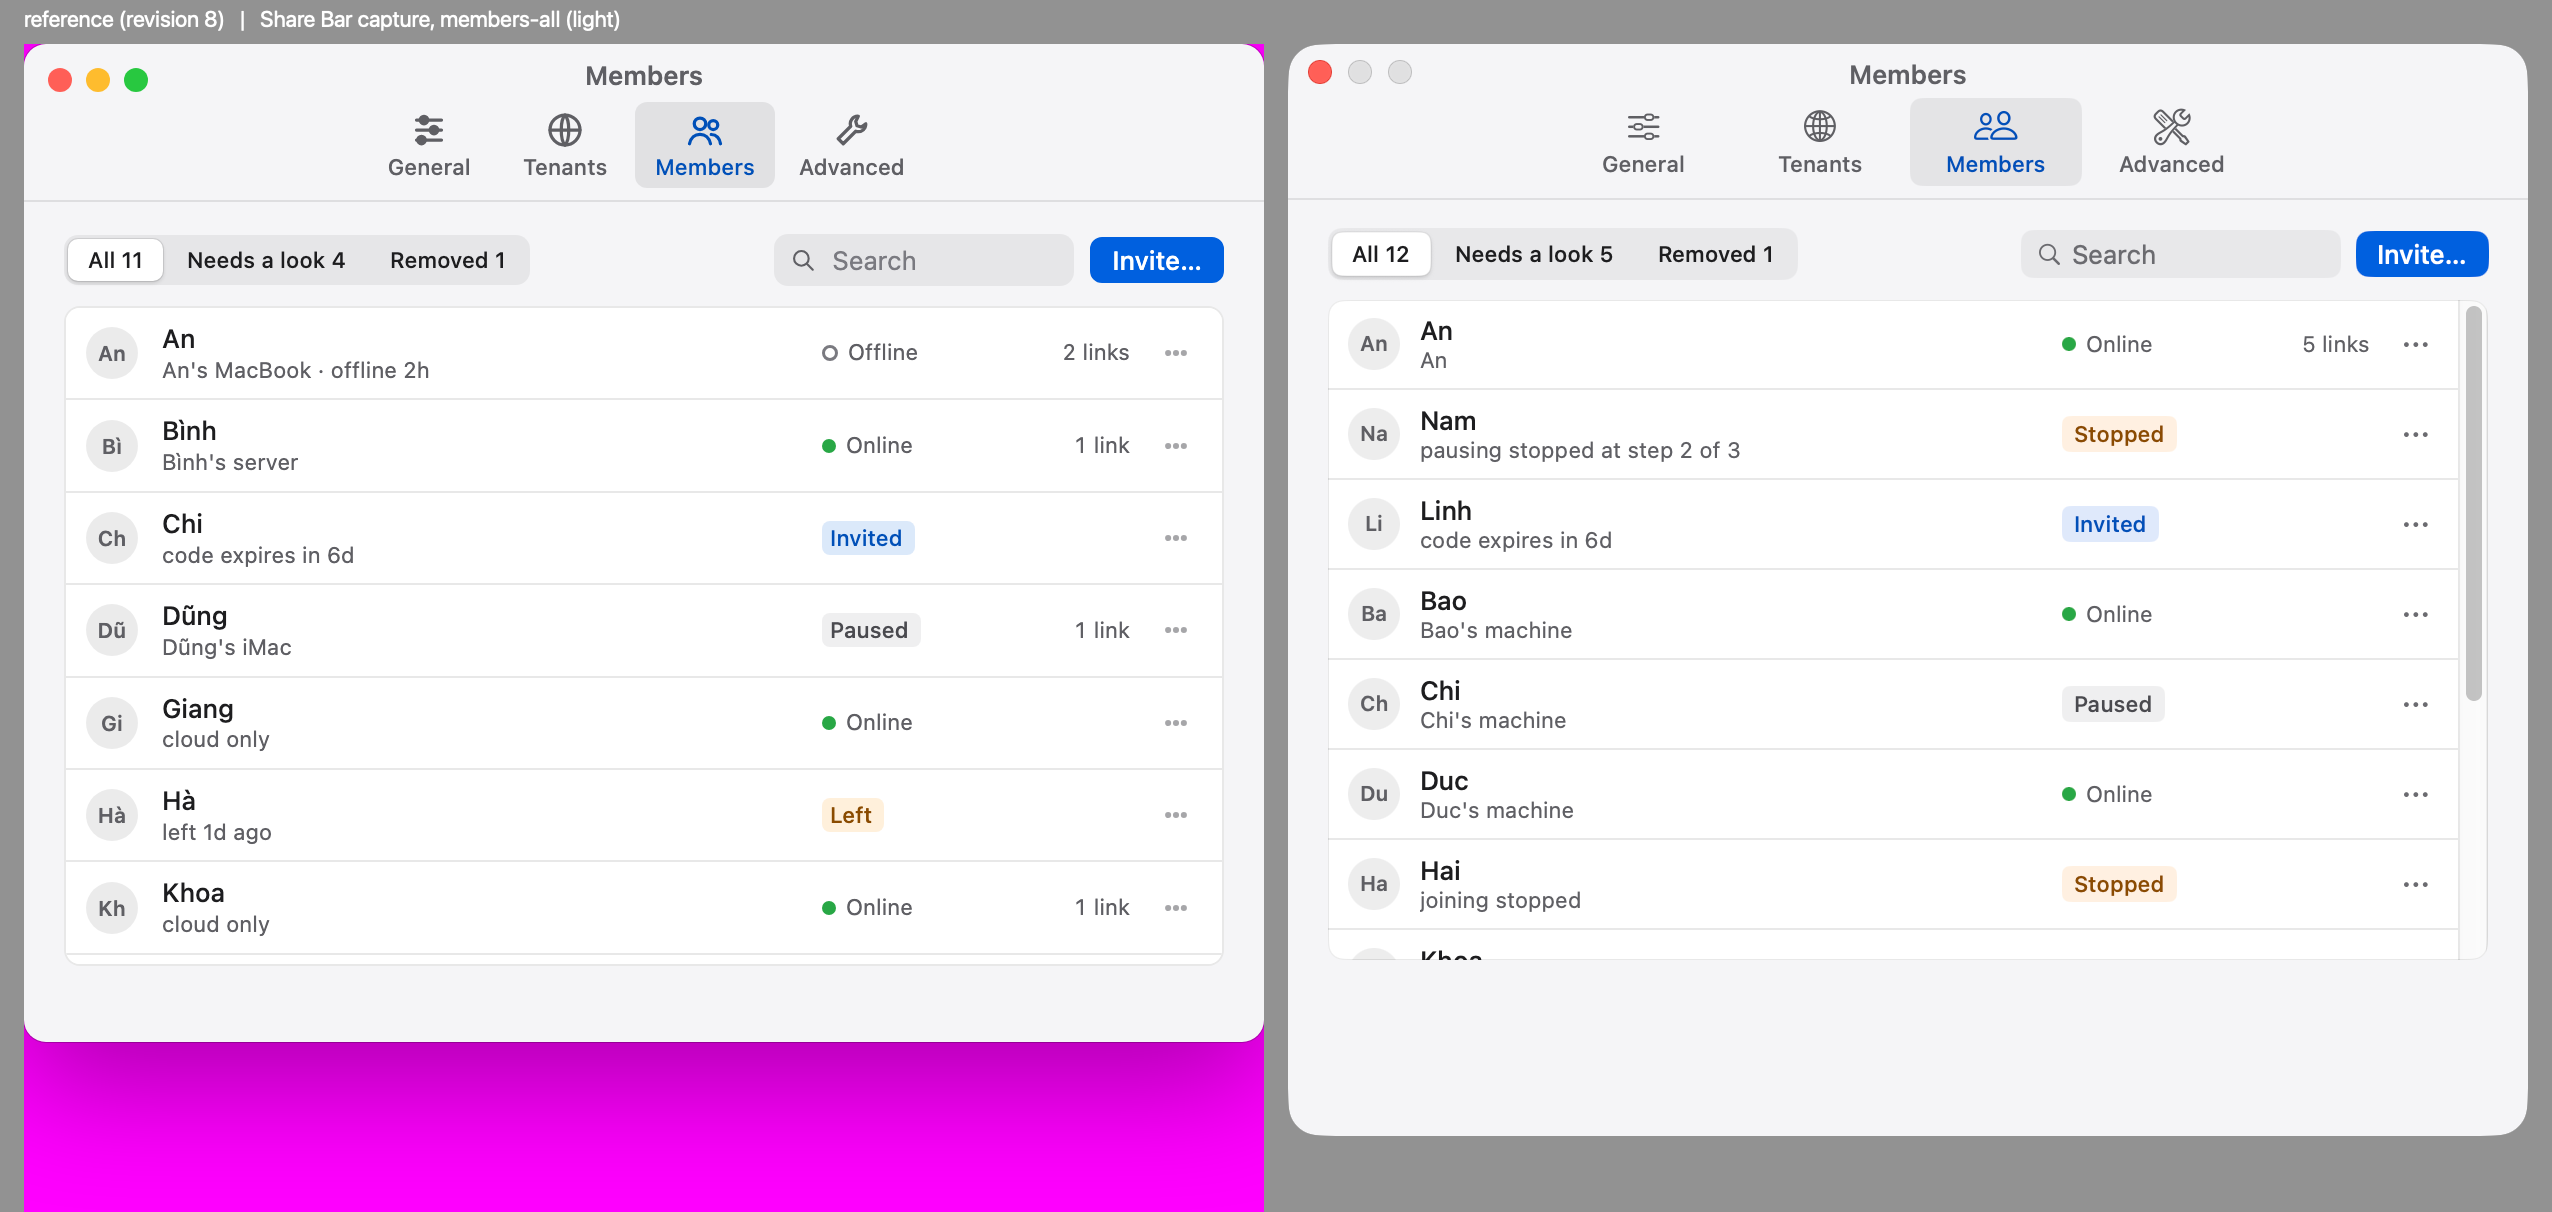 reference (revision 8) | Share Bar capture, members-all (light)
Members
General Tenants Members Advanced
All 11 Needs a look 4 Removed 1 Search Invite...
An An Offline 2 links
An's MacBook · offline 2h
Bì Bình Online 1 link
Bình's server
Ch Chi Invited
code expires in 6d
Dũ Dũng Paused 1 link
Dũng's iMac
Gi Giang Online
cloud only
Hà Hà Left
left 1d ago
Kh Khoa Online 1 link
cloud only
Members
General Tenants Members Advanced
All 12 Needs a look 5 Removed 1 Search Invite...
An An Online 5 links
An
Na Nam Stopped
pausing stopped at step 2 of 3
Li Linh Invited
code expires in 6d
Ba Bao Online
Bao's machine
Ch Chi Paused
Chi's machine
Du Duc Online
Duc's machine
Ha Hai Stopped
joining stopped
Khoa